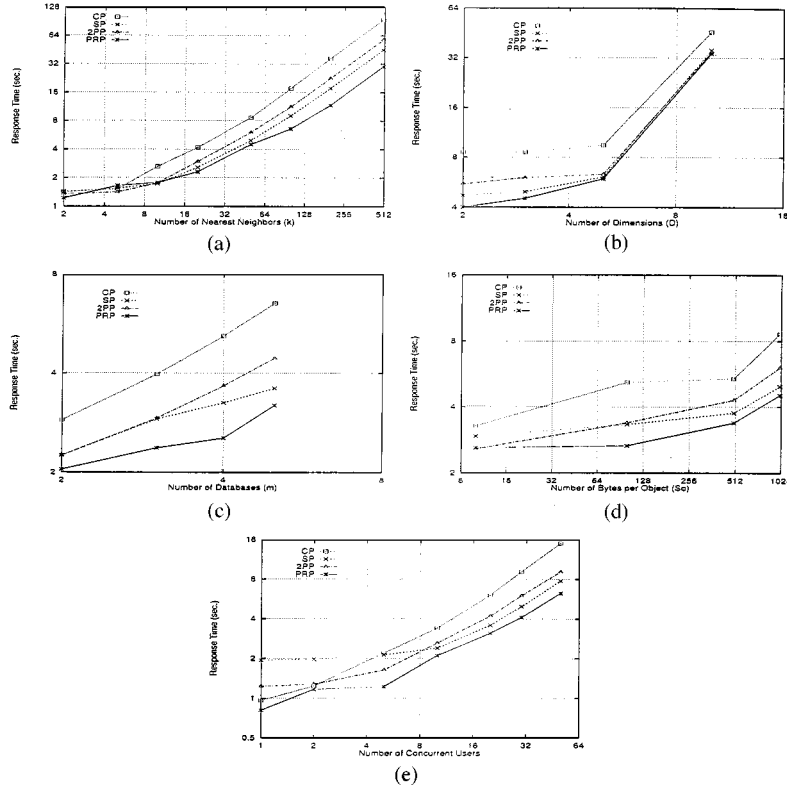 128
64
32
16
8
4
2
1
Response Time (sec.)
CP
SP
2PP
PRP
2 4 8 16 32 64 128 256 512
Number of Nearest Neighbors (k)
(a)
64
32
16
8
4
Response Time (sec.)
CP
SP
2PP
PRP
2 4 8 16
Number of Dimensions (D)
(b)
8
4
2
Response Time (sec.)
CP
SP
2PP
PRP
2 4 8
Number of Databases (m)
(c)
16
8
4
2
Response Time (sec.)
CP
SP
2PP
PRP
8 16 32 64 128 256 512
Number of Bytes per Object
(d)
16
8
4
2
1
0.5
Response Time (sec.)
CP
SP
2PP
PRP
1 2 4 8 16 32 64
Number of Concurrent Users
(e)